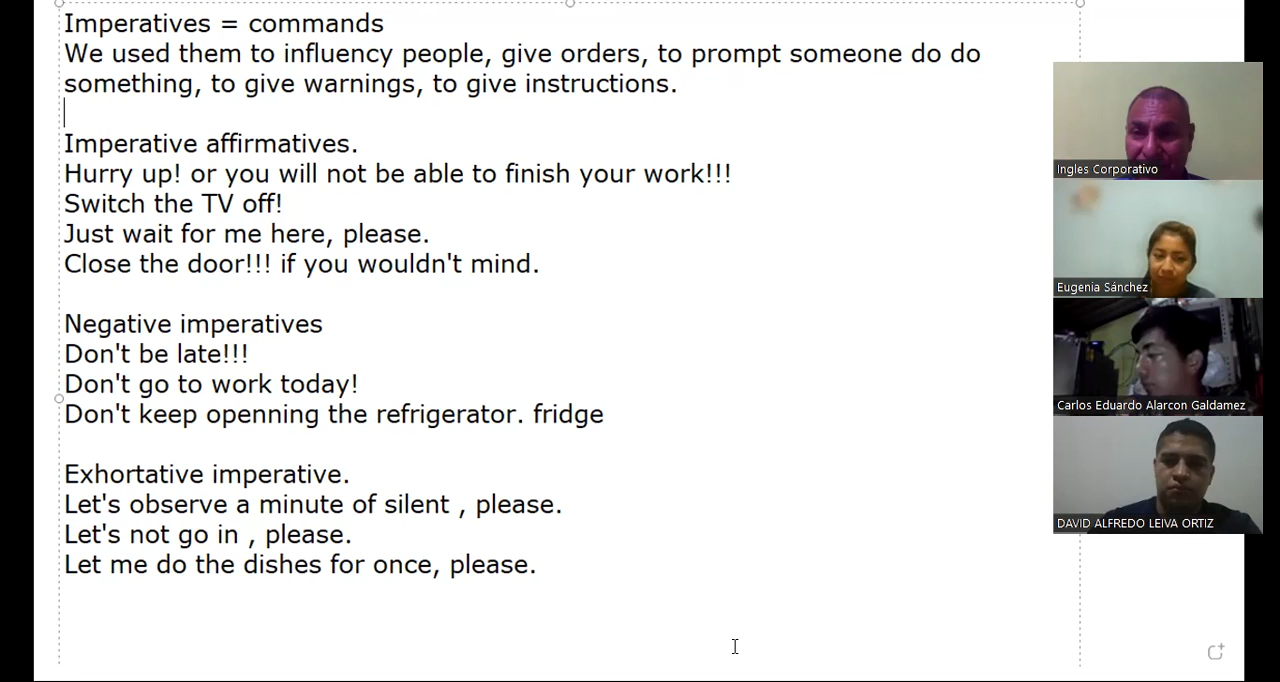 Imperatives = commands
We used them to influency people, give orders, to prompt someone do do
something, to give warnings, to give instructions.
Imperative affirmatives.
Hurry up! or you will not be able to finish your work!!!
Switch the TV off!
Just wait for me here, please.
Close the door!!! if you wouldn't mind.
Negative imperatives
Don't be late!!!
Don't go to work today!
Don't keep openning the refrigerator. fridge
Exhortative imperative.
Let's observe a minute of silent , please.
Let's not go in , please.
Let me do the dishes for once, please.
Ingles Corporativo
Eugenia Sánchez
Carlos Eduardo Alarcon Galdamez
DAVID ALFREDO LEIVA ORTIZ